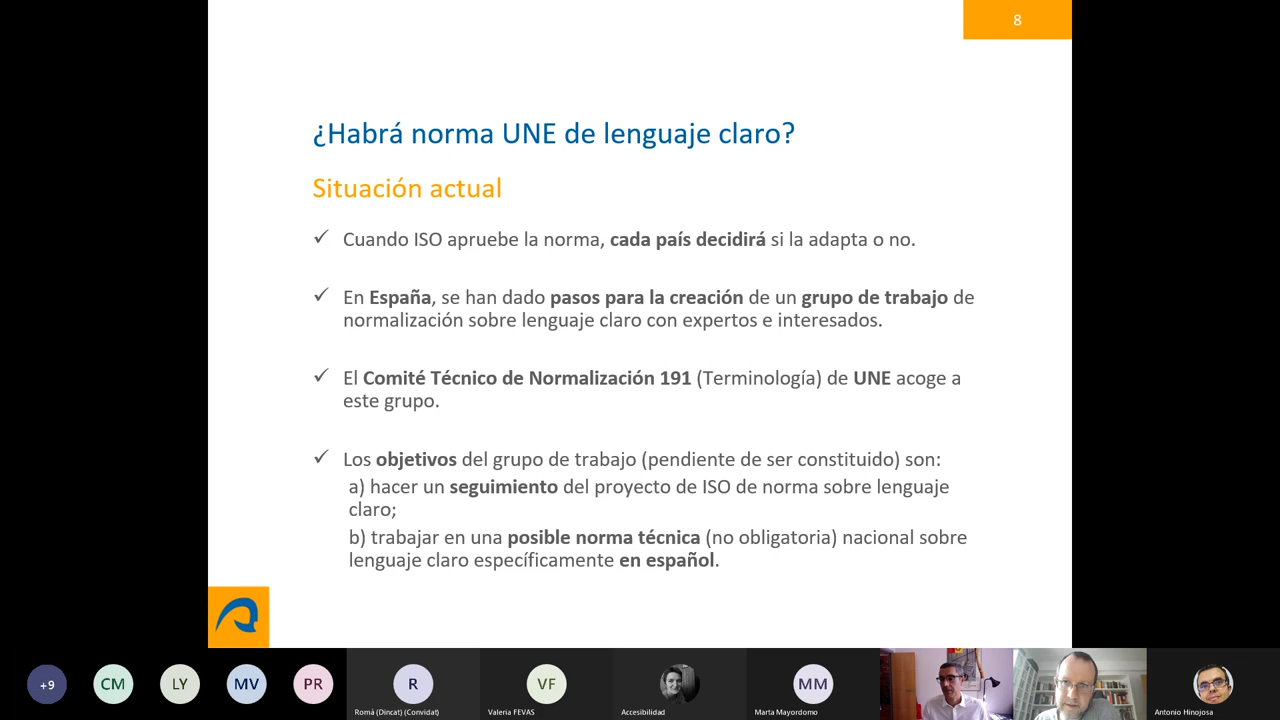 8
¿Habrá norma UNE de lenguaje claro?
Situación actual
✓ Cuando ISO apruebe la norma, cada país decidirá si la adapta o no.
✓ En España, se han dado pasos para la creación de un grupo de trabajo de
normalización sobre lenguaje claro con expertos e interesados.
✓ El Comité Técnico de Normalización 191 (Terminología) de UNE acoge a
este grupo.
✓ Los objetivos del grupo de trabajo (pendiente de ser constituido) son:
a) hacer un seguimiento del proyecto de ISO de norma sobre lenguaje
claro;
b) trabajar en una posible norma técnica (no obligatoria) nacional sobre
lenguaje claro específicamente en español.
+9
CM
LY
MV
PR
R
VF
MM
Romá (Dincat) (Convidat)
Valeria FEVAS
Accesibilidad
Marta Mayordomo
Antonio Hinojosa